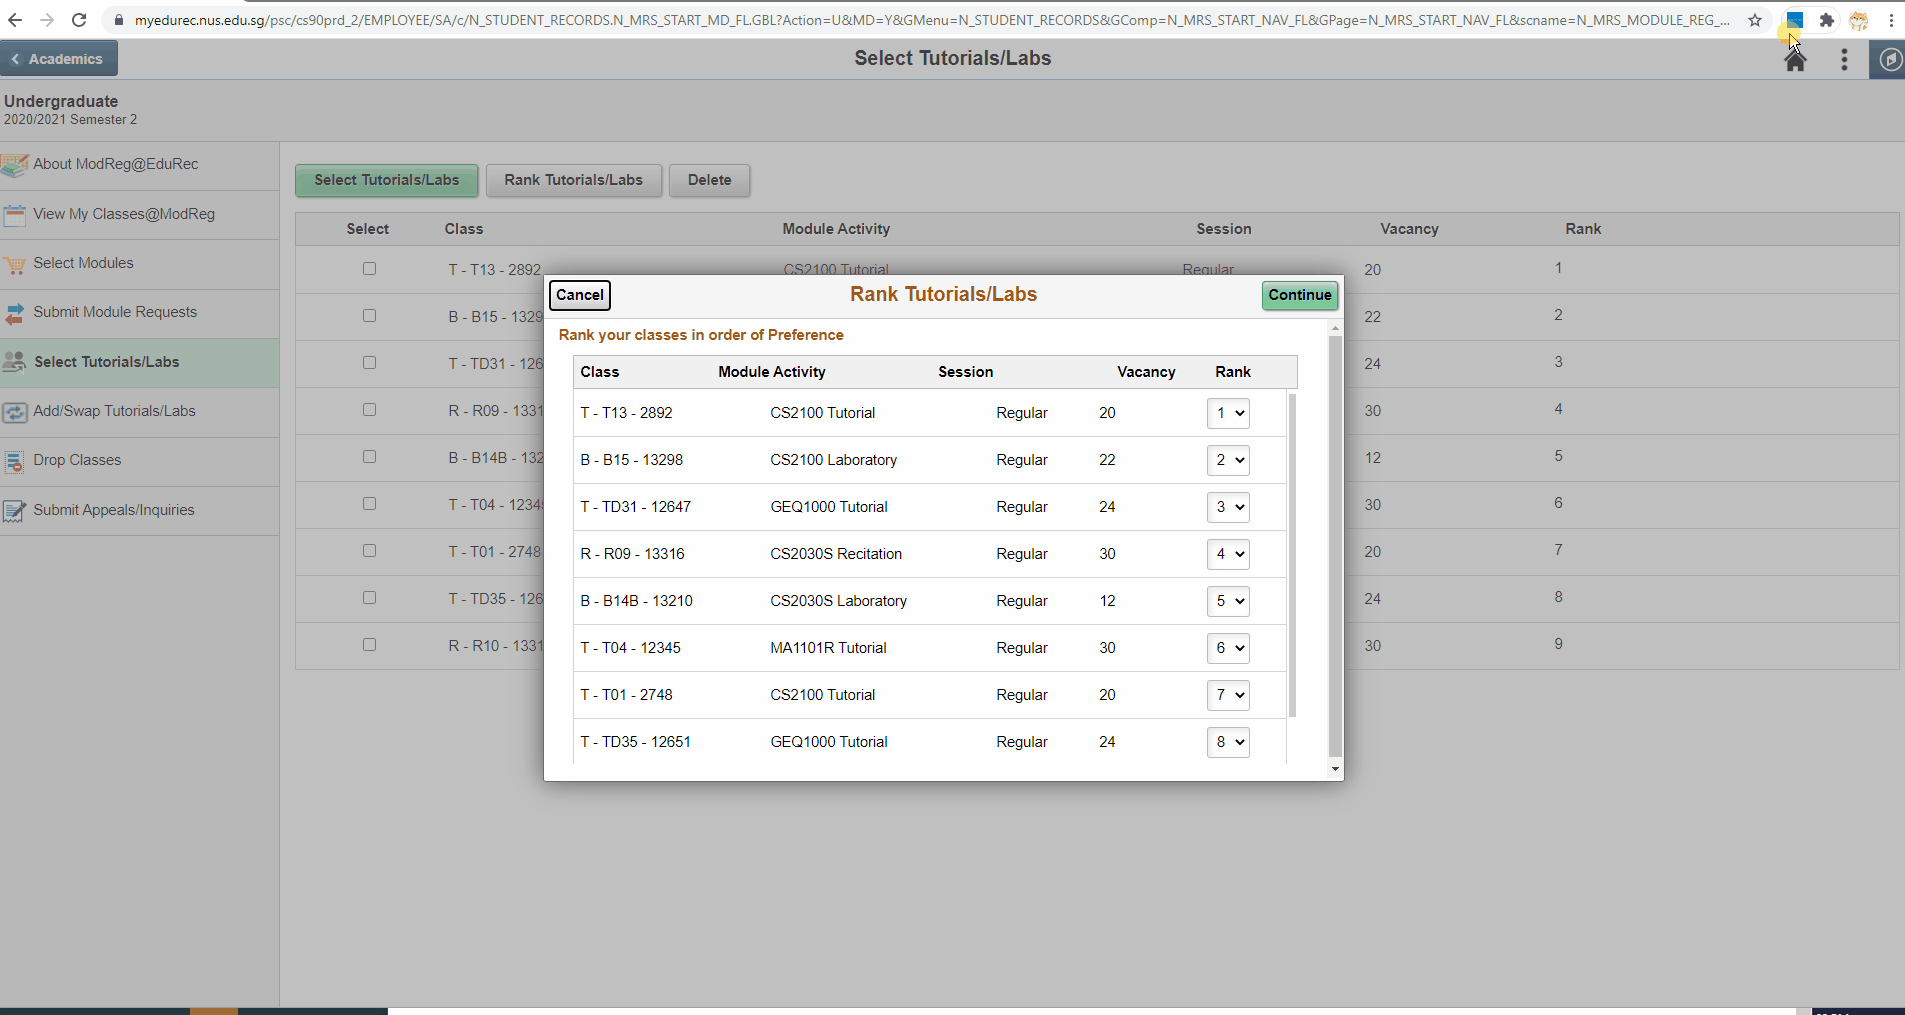 myedurec.nus.edu.sg/psc/cs90prd_2/EMPLOYEE/SA/c/N_STUDENT_RECORDS.N_MRS_START_MD_FL.GBL?Action=U&MD=Y&GMenu=N_STUDENT_RECORDS&GComp=N_MRS_START_NAV_FL&GPage=N_MRS_START_NAV_FL&scname=N_MRS_MODULE_REG_...
Academics
Select Tutorials/Labs
Undergraduate
2020/2021 Semester 2
About ModReg@EduRec
View My Classes@ModReg
Select Modules
Submit Module Requests
Select Tutorials/Labs
Add/Swap Tutorials/Labs
Drop Classes
Submit Appeals/Inquiries
Select Tutorials/Labs Rank Tutorials/Labs Delete
Select Class Module Activity Session Vacancy Rank
T - T13 - 2892 CS2100 Tutorial Regular 20 1
B - B15 - 1329 22 2
T - TD31 - 126 24 3
R - R09 - 1331 30 4
B - B14B - 132 12 5
T - T04 - 1234 30 6
T - T01 - 2748 20 7
T - TD35 - 126 24 8
R - R10 - 1331 30 9
Cancel Rank Tutorials/Labs Continue
Rank your classes in order of Preference
Class Module Activity Session Vacancy Rank
T - T13 - 2892 CS2100 Tutorial Regular 20 1
B - B15 - 13298 CS2100 Laboratory Regular 22 2
T - TD31 - 12647 GEQ1000 Tutorial Regular 24 3
R - R09 - 13316 CS2030S Recitation Regular 30 4
B - B14B - 13210 CS2030S Laboratory Regular 12 5
T - T04 - 12345 MA1101R Tutorial Regular 30 6
T - T01 - 2748 CS2100 Tutorial Regular 20 7
T - TD35 - 12651 GEQ1000 Tutorial Regular 24 8